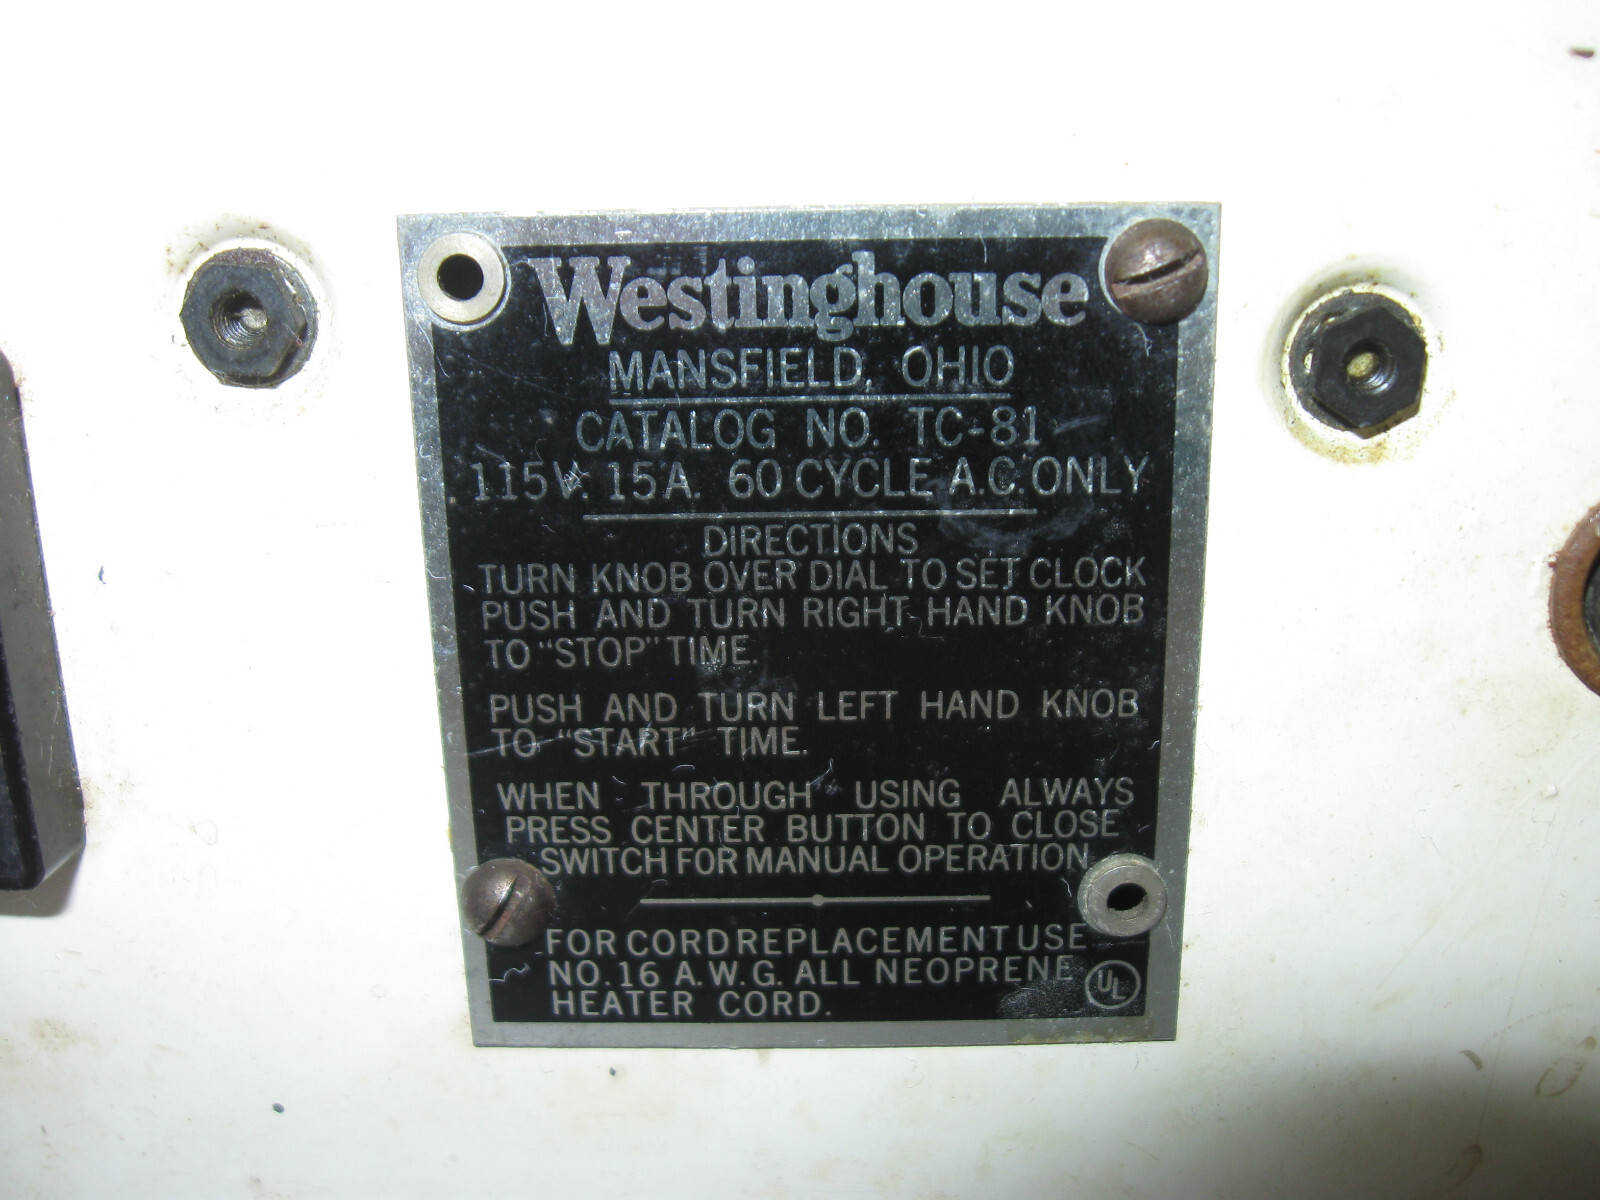 Westinghouse
MANSFIELD, OHIO
CATALOG NO. TC-81
115V. 15A. 60 CYCLE A.C. ONLY
DIRECTIONS
TURN KNOB OVER DIAL TO SET CLOCK
PUSH AND TURN RIGHT HAND KNOB
TO "STOP" TIME.
PUSH AND TURN LEFT HAND KNOB
TO "START" TIME.
WHEN THROUGH USING ALWAYS
PRESS CENTER BUTTON TO CLOSE
SWITCH FOR MANUAL OPERATION
FOR CORD REPLACEMENT USE
NO. 16 A.W.G. ALL NEOPRENE
HEATER CORD.
UL